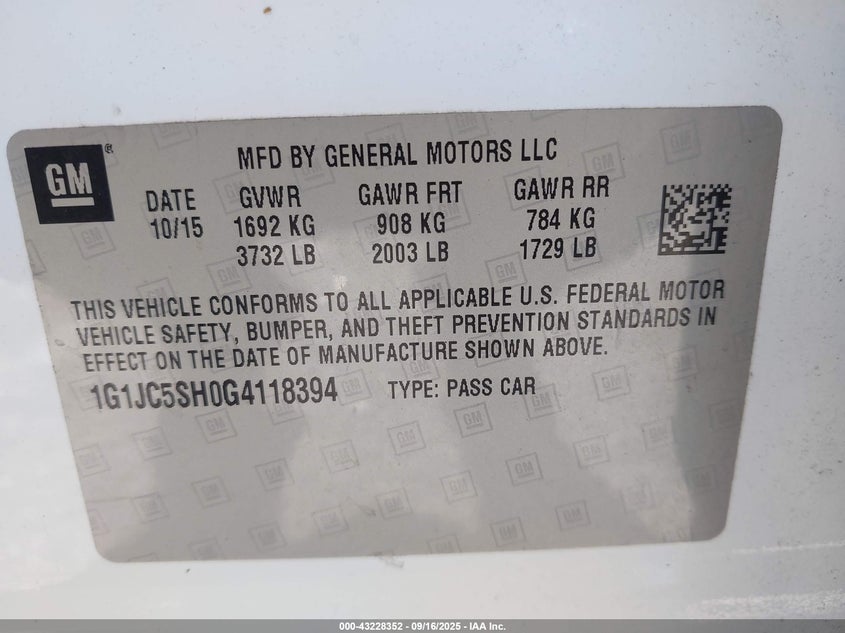 GM®
MFD BY GENERAL MOTORS LLC
DATE GVWR GAWR FRT GAWR RR
10/15 1692 KG 908 KG 784 KG
3732 LB 2003 LB 1729 LB
THIS VEHICLE CONFORMS TO ALL APPLICABLE U.S. FEDERAL MOTOR
VEHICLE SAFETY, BUMPER, AND THEFT PREVENTION STANDARDS IN
EFFECT ON THE DATE OF MANUFACTURE SHOWN ABOVE.
1G1JC5SH0G4118394 TYPE: PASS CAR
000-43228352 - 09/16/2025 - IAA Inc.